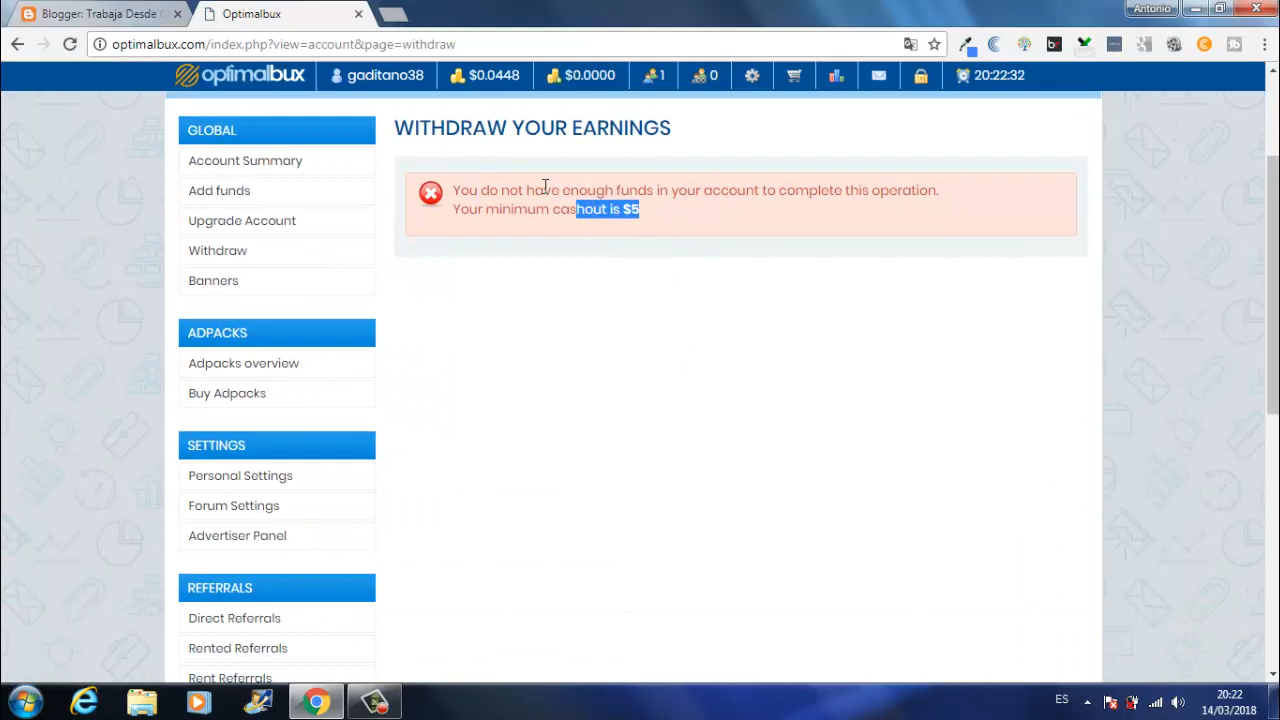 Blogger: Trabaja Desde C
Optimalbux
Antonio
optimalbux.com/index.php?view=account&page=withdraw
optimalbux
gaditano38
$0.0448
$0.0000
1
0
20:22:32
GLOBAL
Account Summary
Add funds
Upgrade Account
Withdraw
Banners
ADPACKS
Adpacks overview
Buy Adpacks
SETTINGS
Personal Settings
Forum Settings
Advertiser Panel
REFERRALS
Direct Referrals
Rented Referrals
Rent Referrals
WITHDRAW YOUR EARNINGS
You do not have enough funds in your account to complete this operation.
Your minimum cashout is $5
ES
20:22
14/03/2018